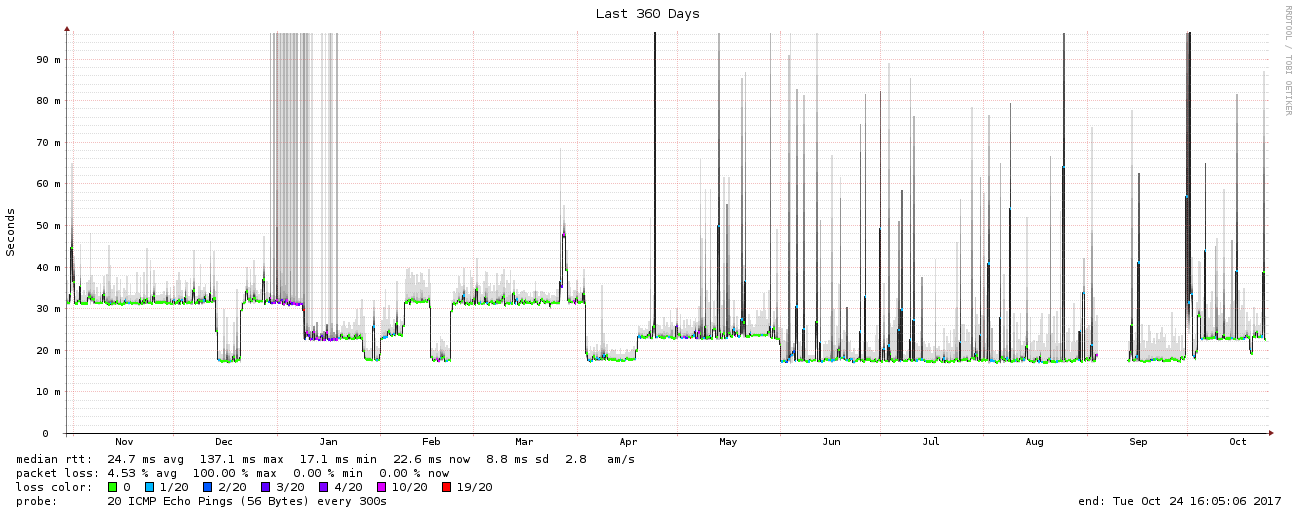 Last 360 Days
RRDTOOL / TOBI OETIKER
Seconds
90 m
80 m
70 m
60 m
50 m
40 m
30 m
20 m
10 m
0
Nov Dec Jan Feb Mar Apr May Jun Jul Aug Sep Oct
median rtt: 24.7 ms avg 137.1 ms max 17.1 ms min 22.6 ms now 8.8 ms sd 2.8 am/s
packet loss: 4.53 % avg 100.00 % max 0.00 % min 0.00 % now
loss color: 0 1/20 2/20 3/20 4/20 10/20 19/20
probe: 20 ICMP Echo Pings (56 Bytes) every 300s
end: Tue Oct 24 16:05:06 2017